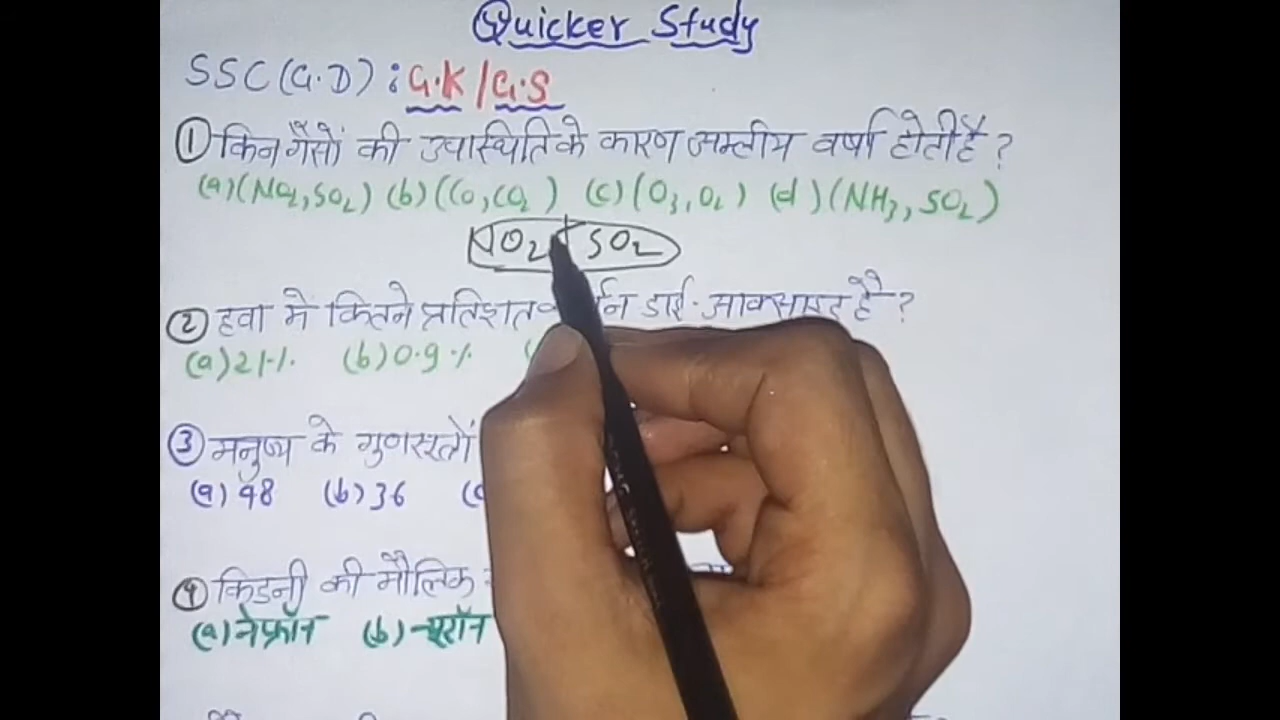 Quicker Study
SSC (G.D) : G.K / G.S
① किन गैसों की उपास्थिति के कारण अम्लीय वर्षा होती है ?
(a) (NO2, SO2) (b) (CO, CO2) (c) (O3, O2) (d) (NH3, SO2)
NO2 SO2
② हवा मे कितने प्रतिशत डाई-आक्साइड है ?
(a) 21% (b) 0.9%
③ मनुष्य के गुणसूत्रों
(a) 48 (b) 36 (c
④ किडनी की मौलिक
(a) नेफ्रॉन (b) न्यूरॉन